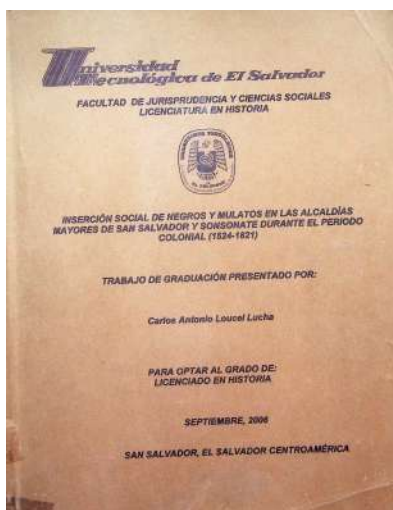 Universidad
Tecnológica de El Salvador
FACULTAD DE JURISPRUDENCIA Y CIENCIAS SOCIALES
LICENCIATURA EN HISTORIA
INSERCIÓN SOCIAL DE NEGROS Y MULATOS EN LAS ALCALDÍAS
MAYORES DE SAN SALVADOR Y SONSONATE DURANTE EL PERIODO
COLONIAL (1524-1821)
TRABAJO DE GRADUACIÓN PRESENTADO POR:
Carlos Antonio Loucel Lucha
PARA OPTAR AL GRADO DE:
LICENCIADO EN HISTORIA
SEPTIEMBRE, 2006
SAN SALVADOR, EL SALVADOR CENTROAMÉRICA